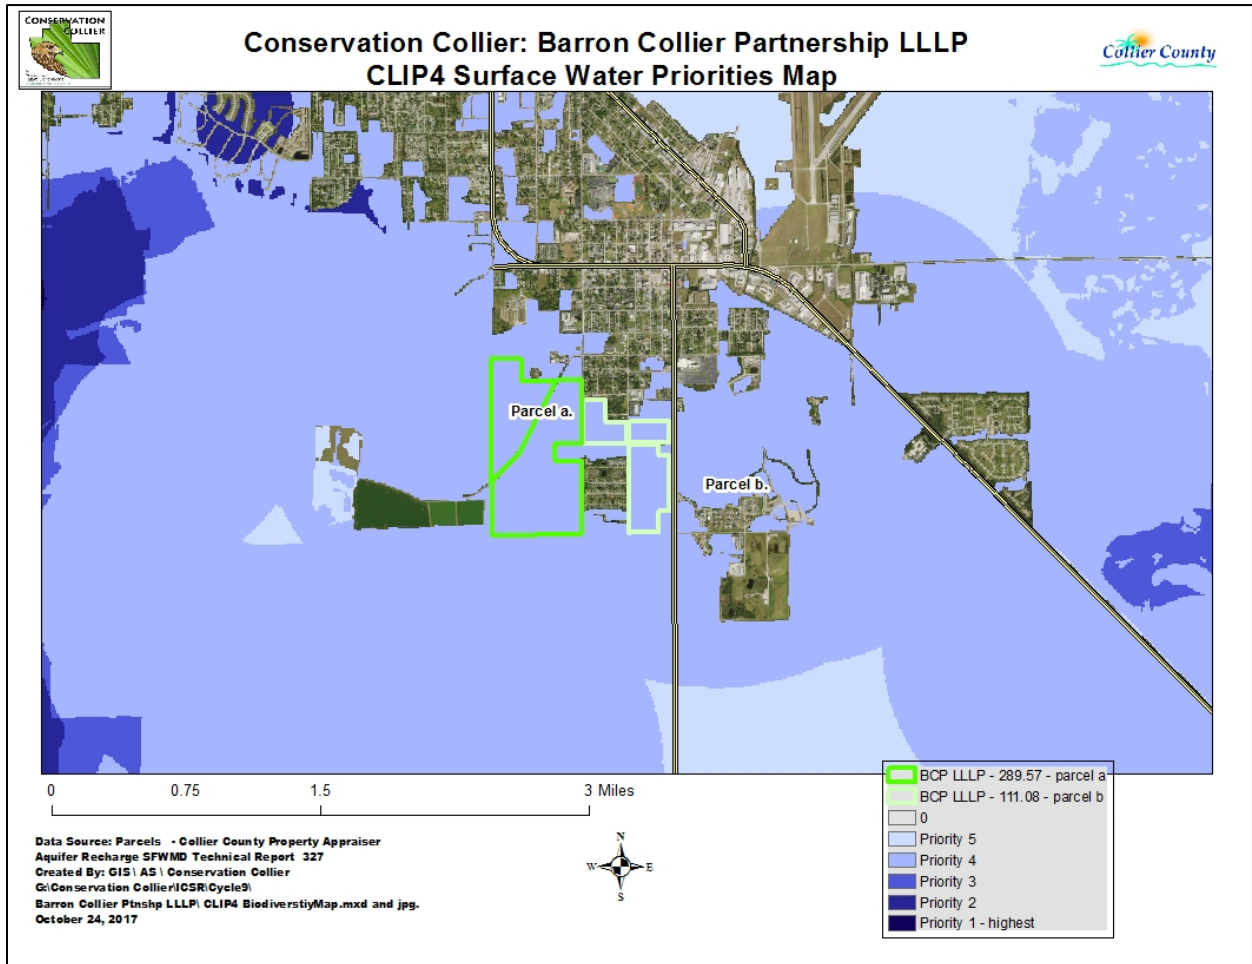 CONSERVATION
COLLIER
Conservation Collier: Barron Collier Partnership LLLP
CLIP4 Surface Water Priorities Map
Collier County
Parcel a.
Parcel b.
0 0.75 1.5 3 Miles
BCP LLLP - 289.57 - parcel a
BCP LLLP - 111.08 - parcel b
0
Priority 5
Priority 4
Priority 3
Priority 2
Priority 1 - highest
Data Source: Parcels - Collier County Property Appraiser
Aquifer Recharge SFWMD Technical Report 327
Created By: GIS \ AS \ Conservation Collier
G:\Conservation Collier\ICSR\Cycle9\
Barron Collier Ptnshp LLLP\ CLIP4 BiodiverstiyMap.mxd and jpg.
October 24, 2017
N
W E
S